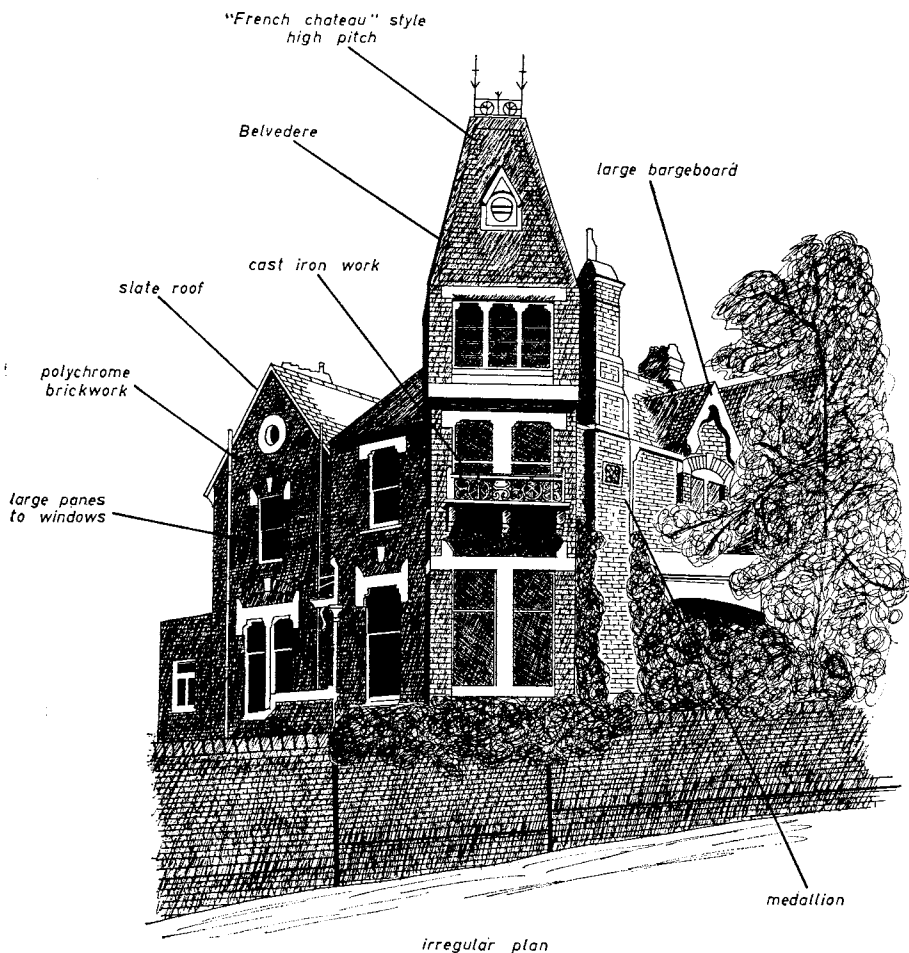 "French chateau" style
high pitch
Belvedere
large bargeboard
cast iron work
slate roof
polychrome
brickwork
large panes
to windows
medallion
irregular plan